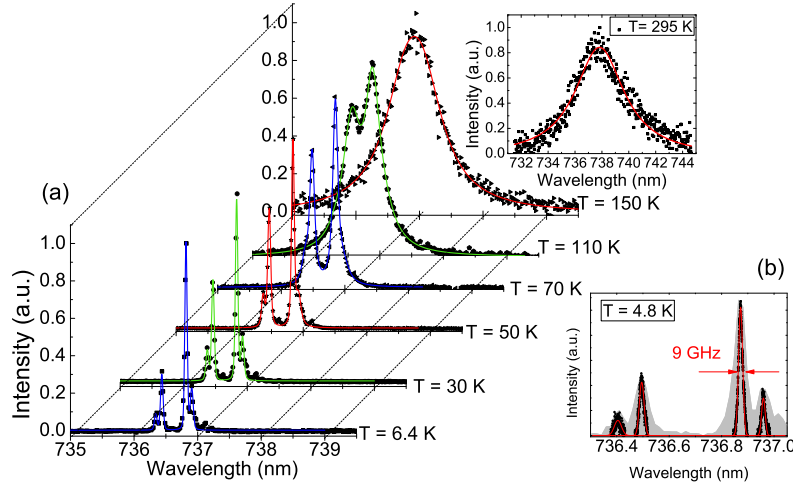 (a)
Intensity (a.u.)
1.0
0.8
0.6
0.4
0.2
0.0
735
736
737
738
739
Wavelength (nm)
T = 6.4 K
T = 30 K
T = 50 K
T = 70 K
T = 110 K
T = 150 K
Intensity (a.u.)
1.0
0.8
0.6
0.4
0.2
0.0
T= 295 K
Intensity (a.u.)
1.0
0.8
0.6
0.4
0.2
0.0
732 734 736 738 740 742 744
Wavelength (nm)
(b)
T = 4.8 K
9 GHz
Intensity (a.u.)
736.4 736.6 736.8 737.0
Wavelength (nm)